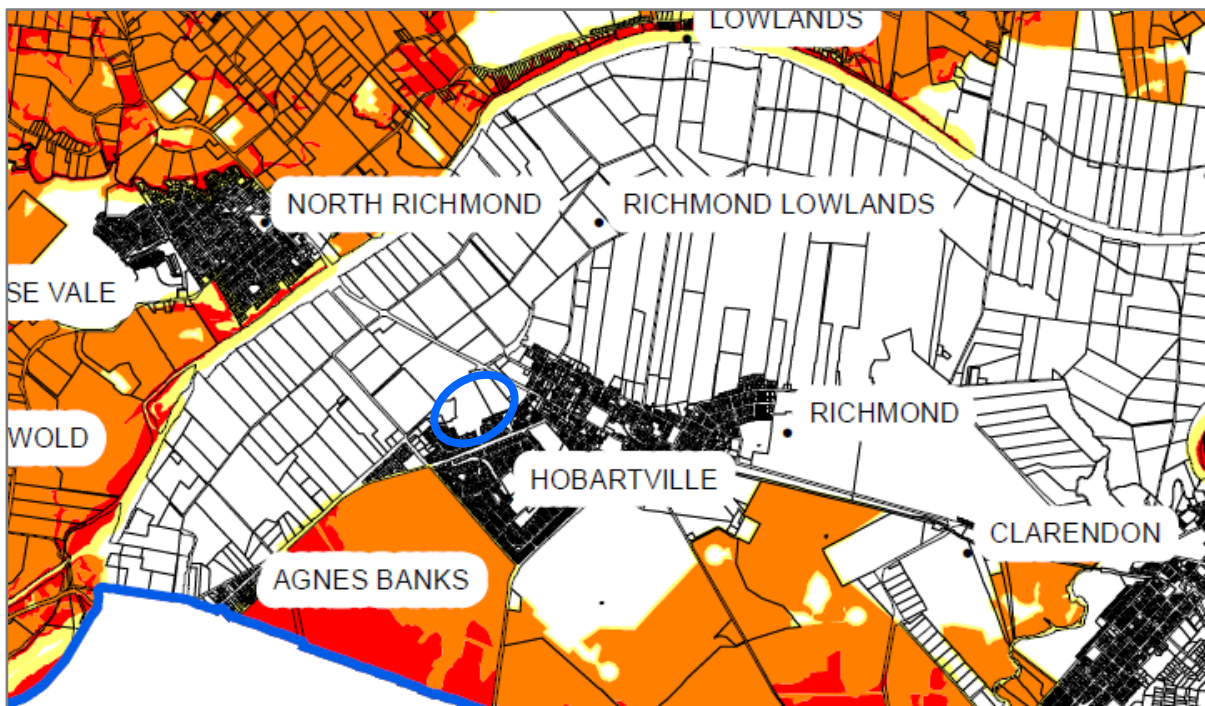 LOWLANDS
NORTH RICHMOND
RICHMOND LOWLANDS
SE VALE
WOLD
RICHMOND
HOBARTVILLE
CLARENDON
AGNES BANKS